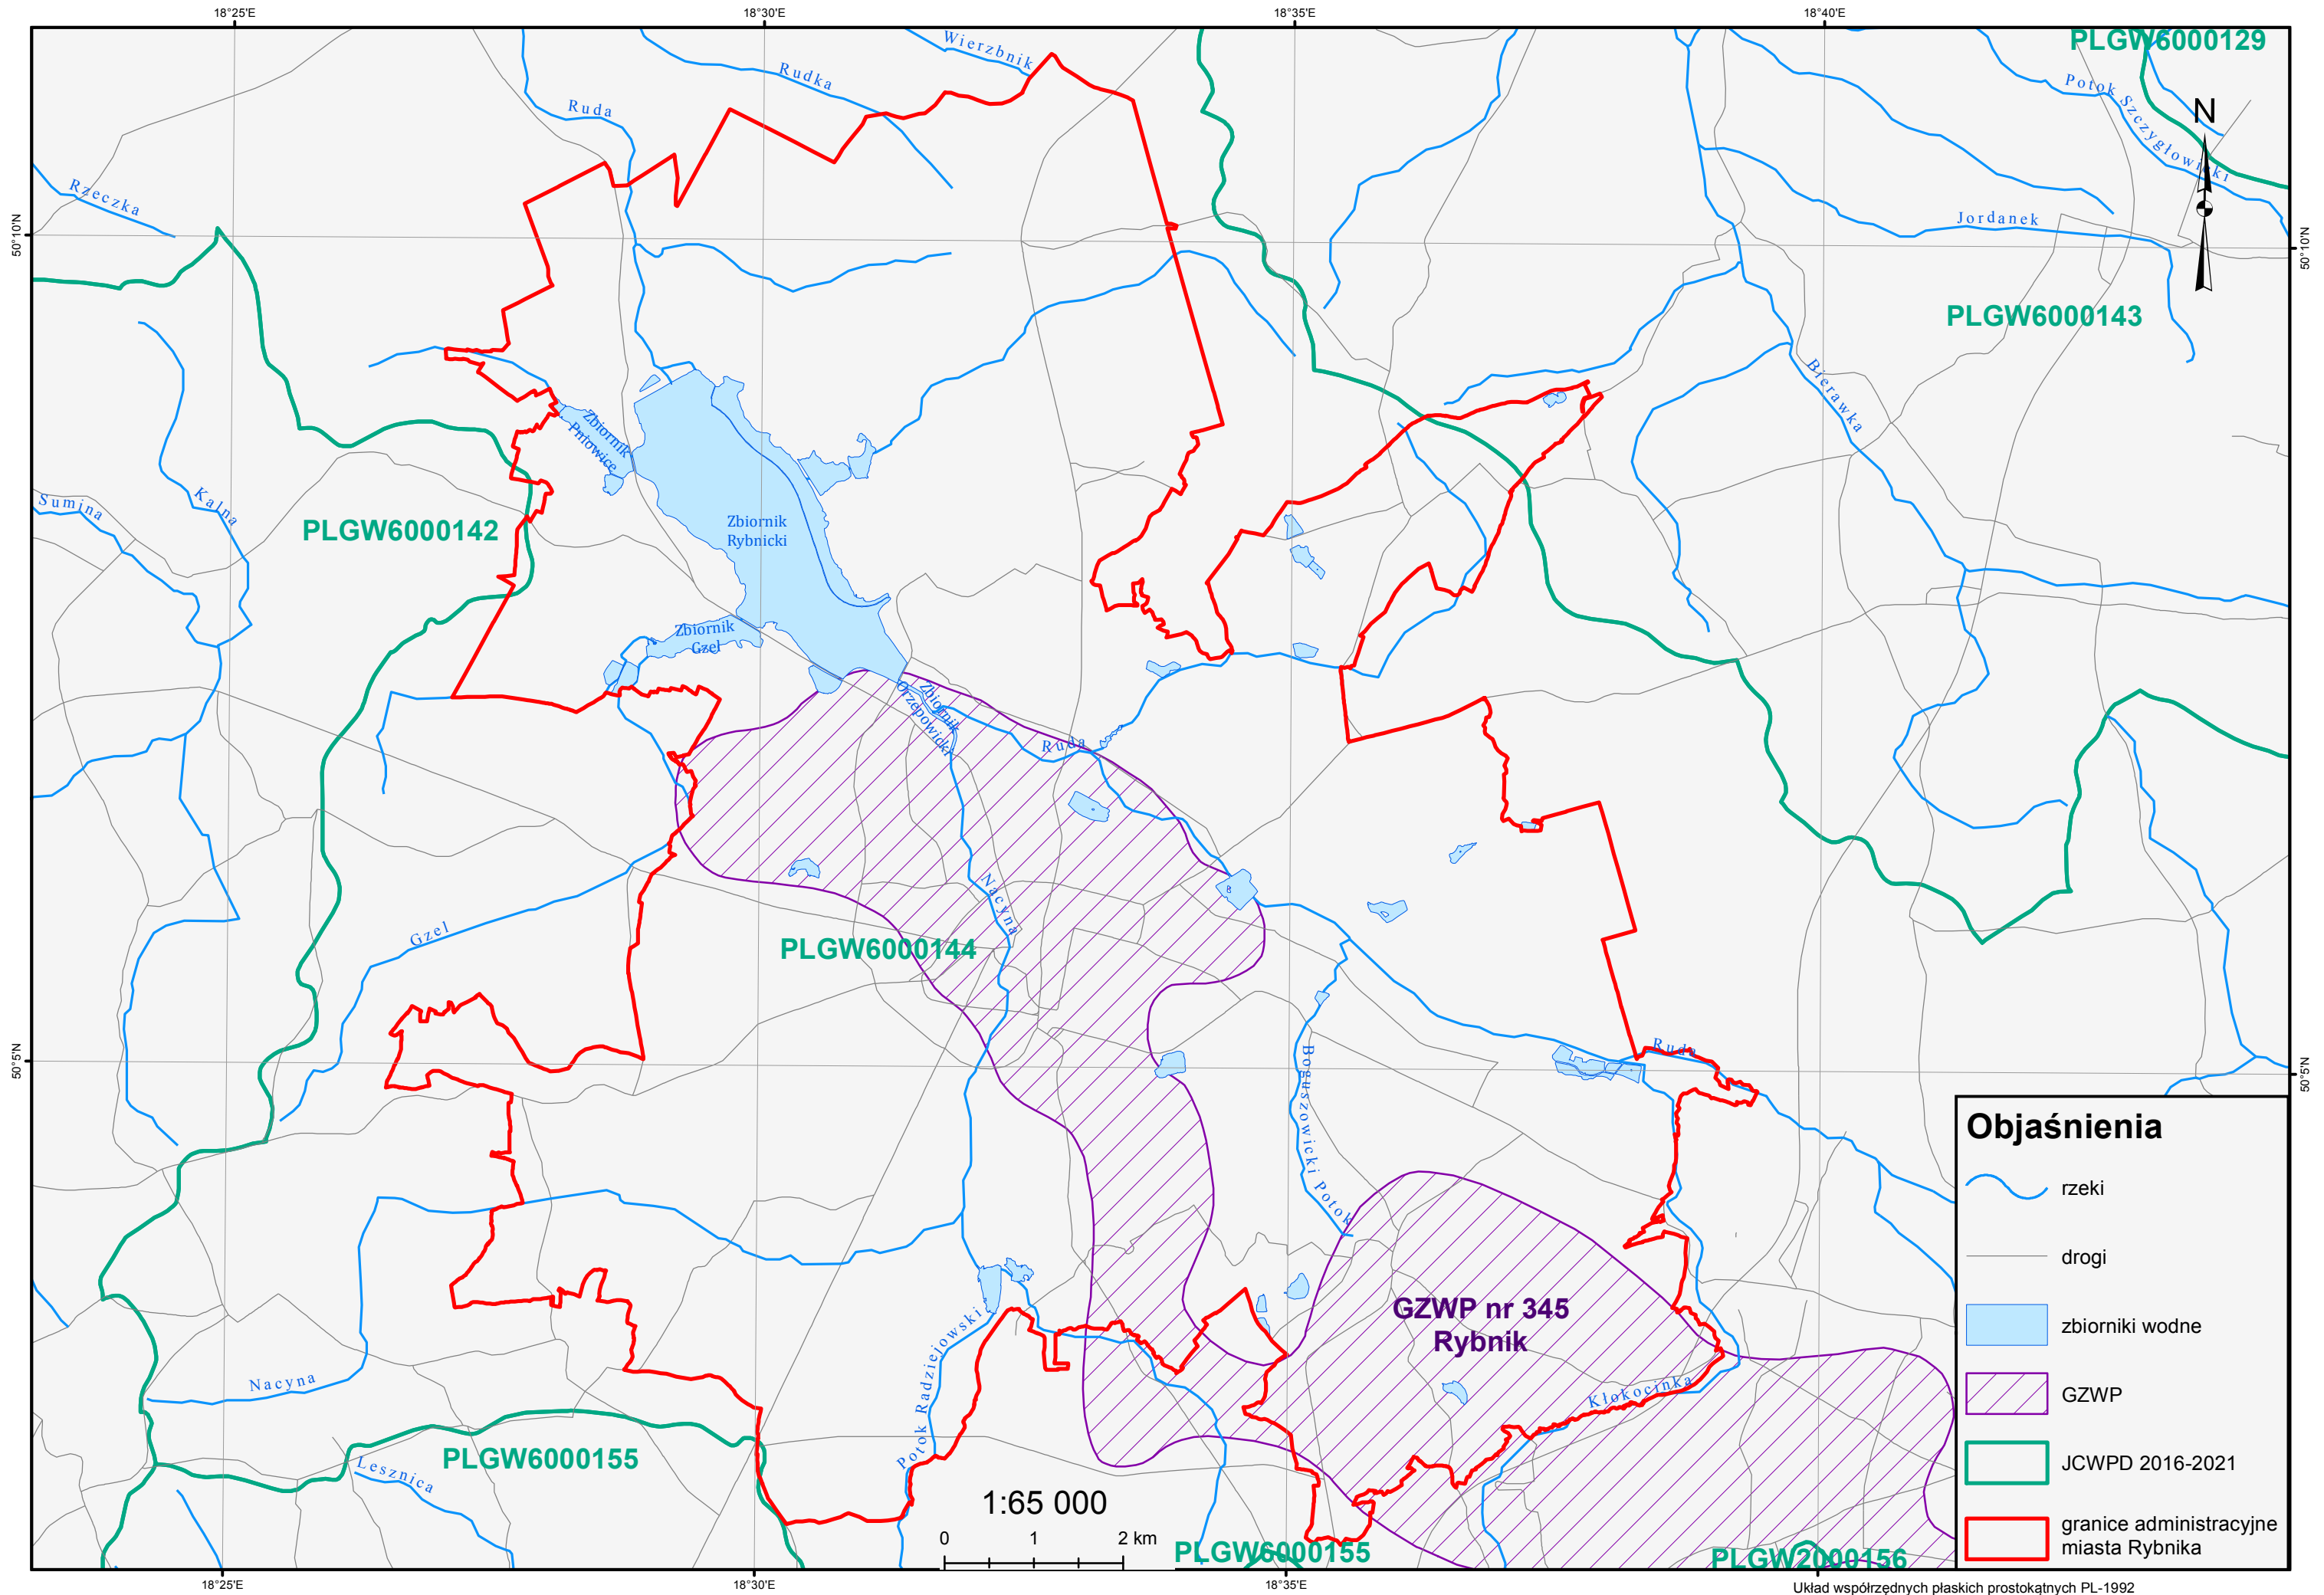 18°25'E
18°30'E
18°35'E
18°40'E
PLGW6000129
Wierzbnik
Rudka
Ruda
Potok Szczygłowicki
N
Rzeczka
Jordanek
50°10'N
50°10'N
PLGW6000143
Bierawka
Zbiornik
Pniowice
Sumina
Kalna
PLGW6000142
Zbiornik
Rybnicki
Zbiornik
Gzel
Zbiornik
Orzepowicki
Ruda
Nacyna
Gzel
PLGW6000144
50°5'N
50°5'N
Ruda
Boguszowicki Potok
Objaśnienia
rzeki
drogi
zbiorniki wodne
GZWP
JCWPD 2016-2021
granice administracyjne
miasta Rybnika
GZWP nr 345
Rybnik
Potok Radziejowski
Nacyna
Kłokocinka
PLGW6000155
Lesznica
1:65 000
0 1 2 km
PLGW6000155
PLGW2000156
18°25'E
18°30'E
18°35'E
Układ współrzędnych płaskich prostokątnych PL-1992